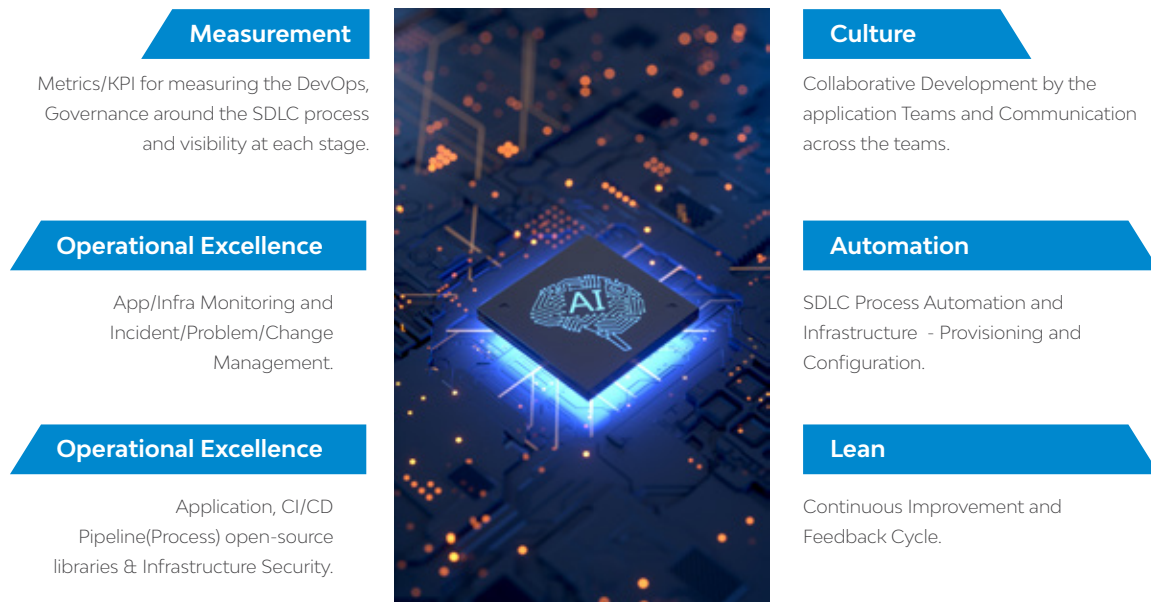 Measurement
Metrics/KPI for measuring the DevOps,
Governance around the SDLC process
and visibility at each stage.
Operational Excellence
App/Infra Monitoring and
Incident/Problem/Change
Management.
Operational Excellence
Application, CI/CD
Pipeline(Process) open-source
libraries & Infrastructure Security.
AI
Culture
Collaborative Development by the
application Teams and Communication
across the teams.
Automation
SDLC Process Automation and
Infrastructure - Provisioning and
Configuration.
Lean
Continuous Improvement and
Feedback Cycle.